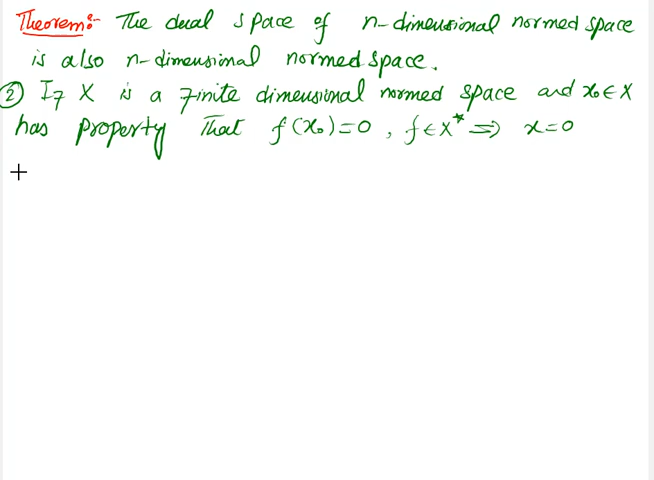 Theorem:- The dual space of n-dimensional normed space
is also n-dimensional normed space.
② If X is a finite dimensional normed space and x₀ ∈ X
has property that f(x₀)=0 , f ∈ X* ⇒ x=0